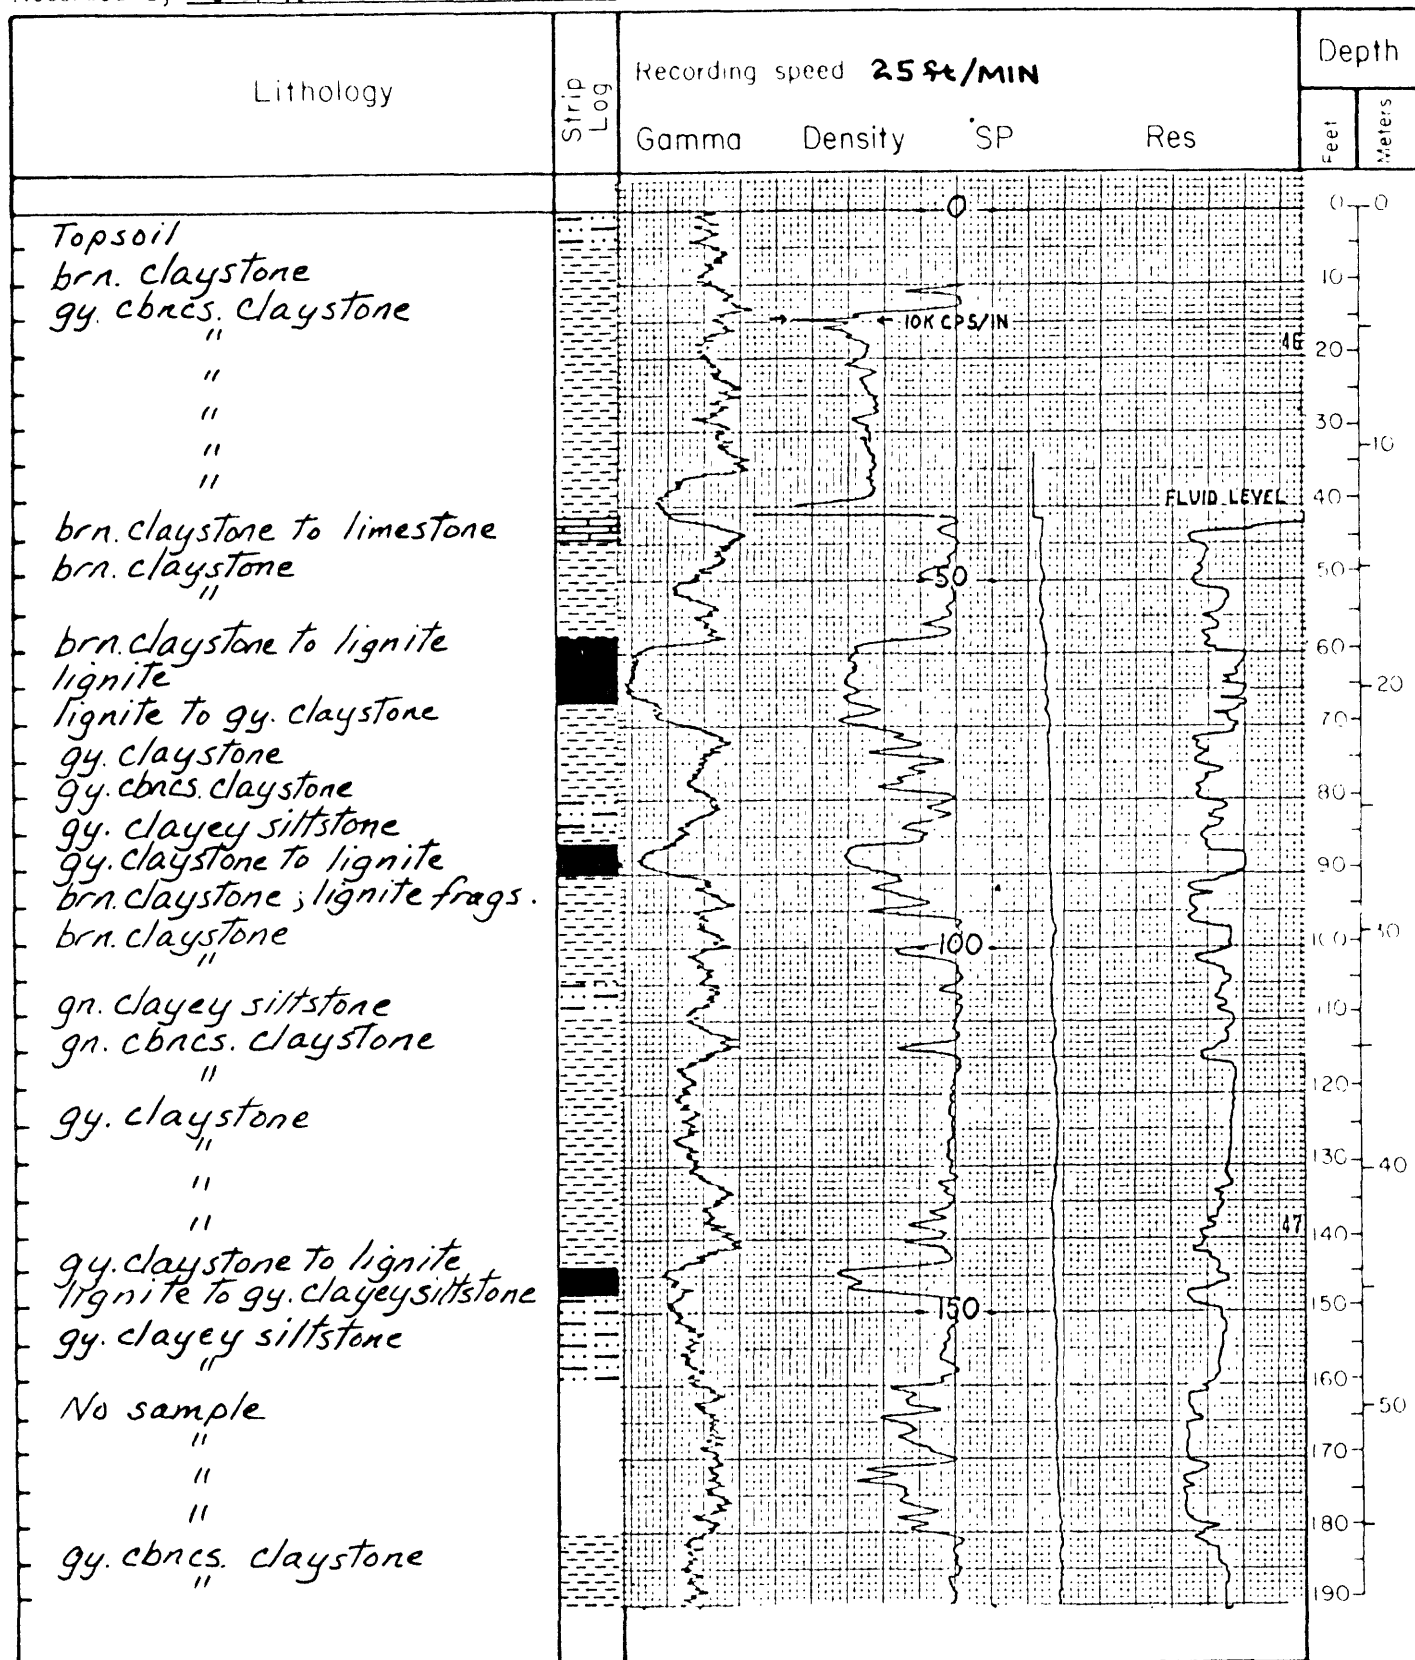 Lithology
Strip Log
Recording speed 25 ft/MIN
Gamma Density SP Res
Depth
Feet
Meters
0
0 0
Topsoil
brn. claystone
10
gy. cbncs. claystone
10K CPS/IN
"
46
20
"
"
30
"
10
"
FLUID LEVEL
40
brn. claystone to limestone
brn. claystone
50
50
"
brn. claystone to lignite
60
lignite
20
lignite to gy. claystone
70
gy. claystone
gy. cbncs. claystone
80
gy. clayey siltstone
gy. claystone to lignite
90
brn. claystone; lignite frags.
brn. claystone
100
100
"
gn. clayey siltstone
110
gn. cbncs. claystone
"
120
gy. claystone
"
130
40
"
"
47
140
gy. claystone to lignite
lignite to gy. clayey siltstone
150
150
gy. clayey siltstone
"
160
No sample
50
"
170
"
"
180
gy. cbncs. claystone
"
190